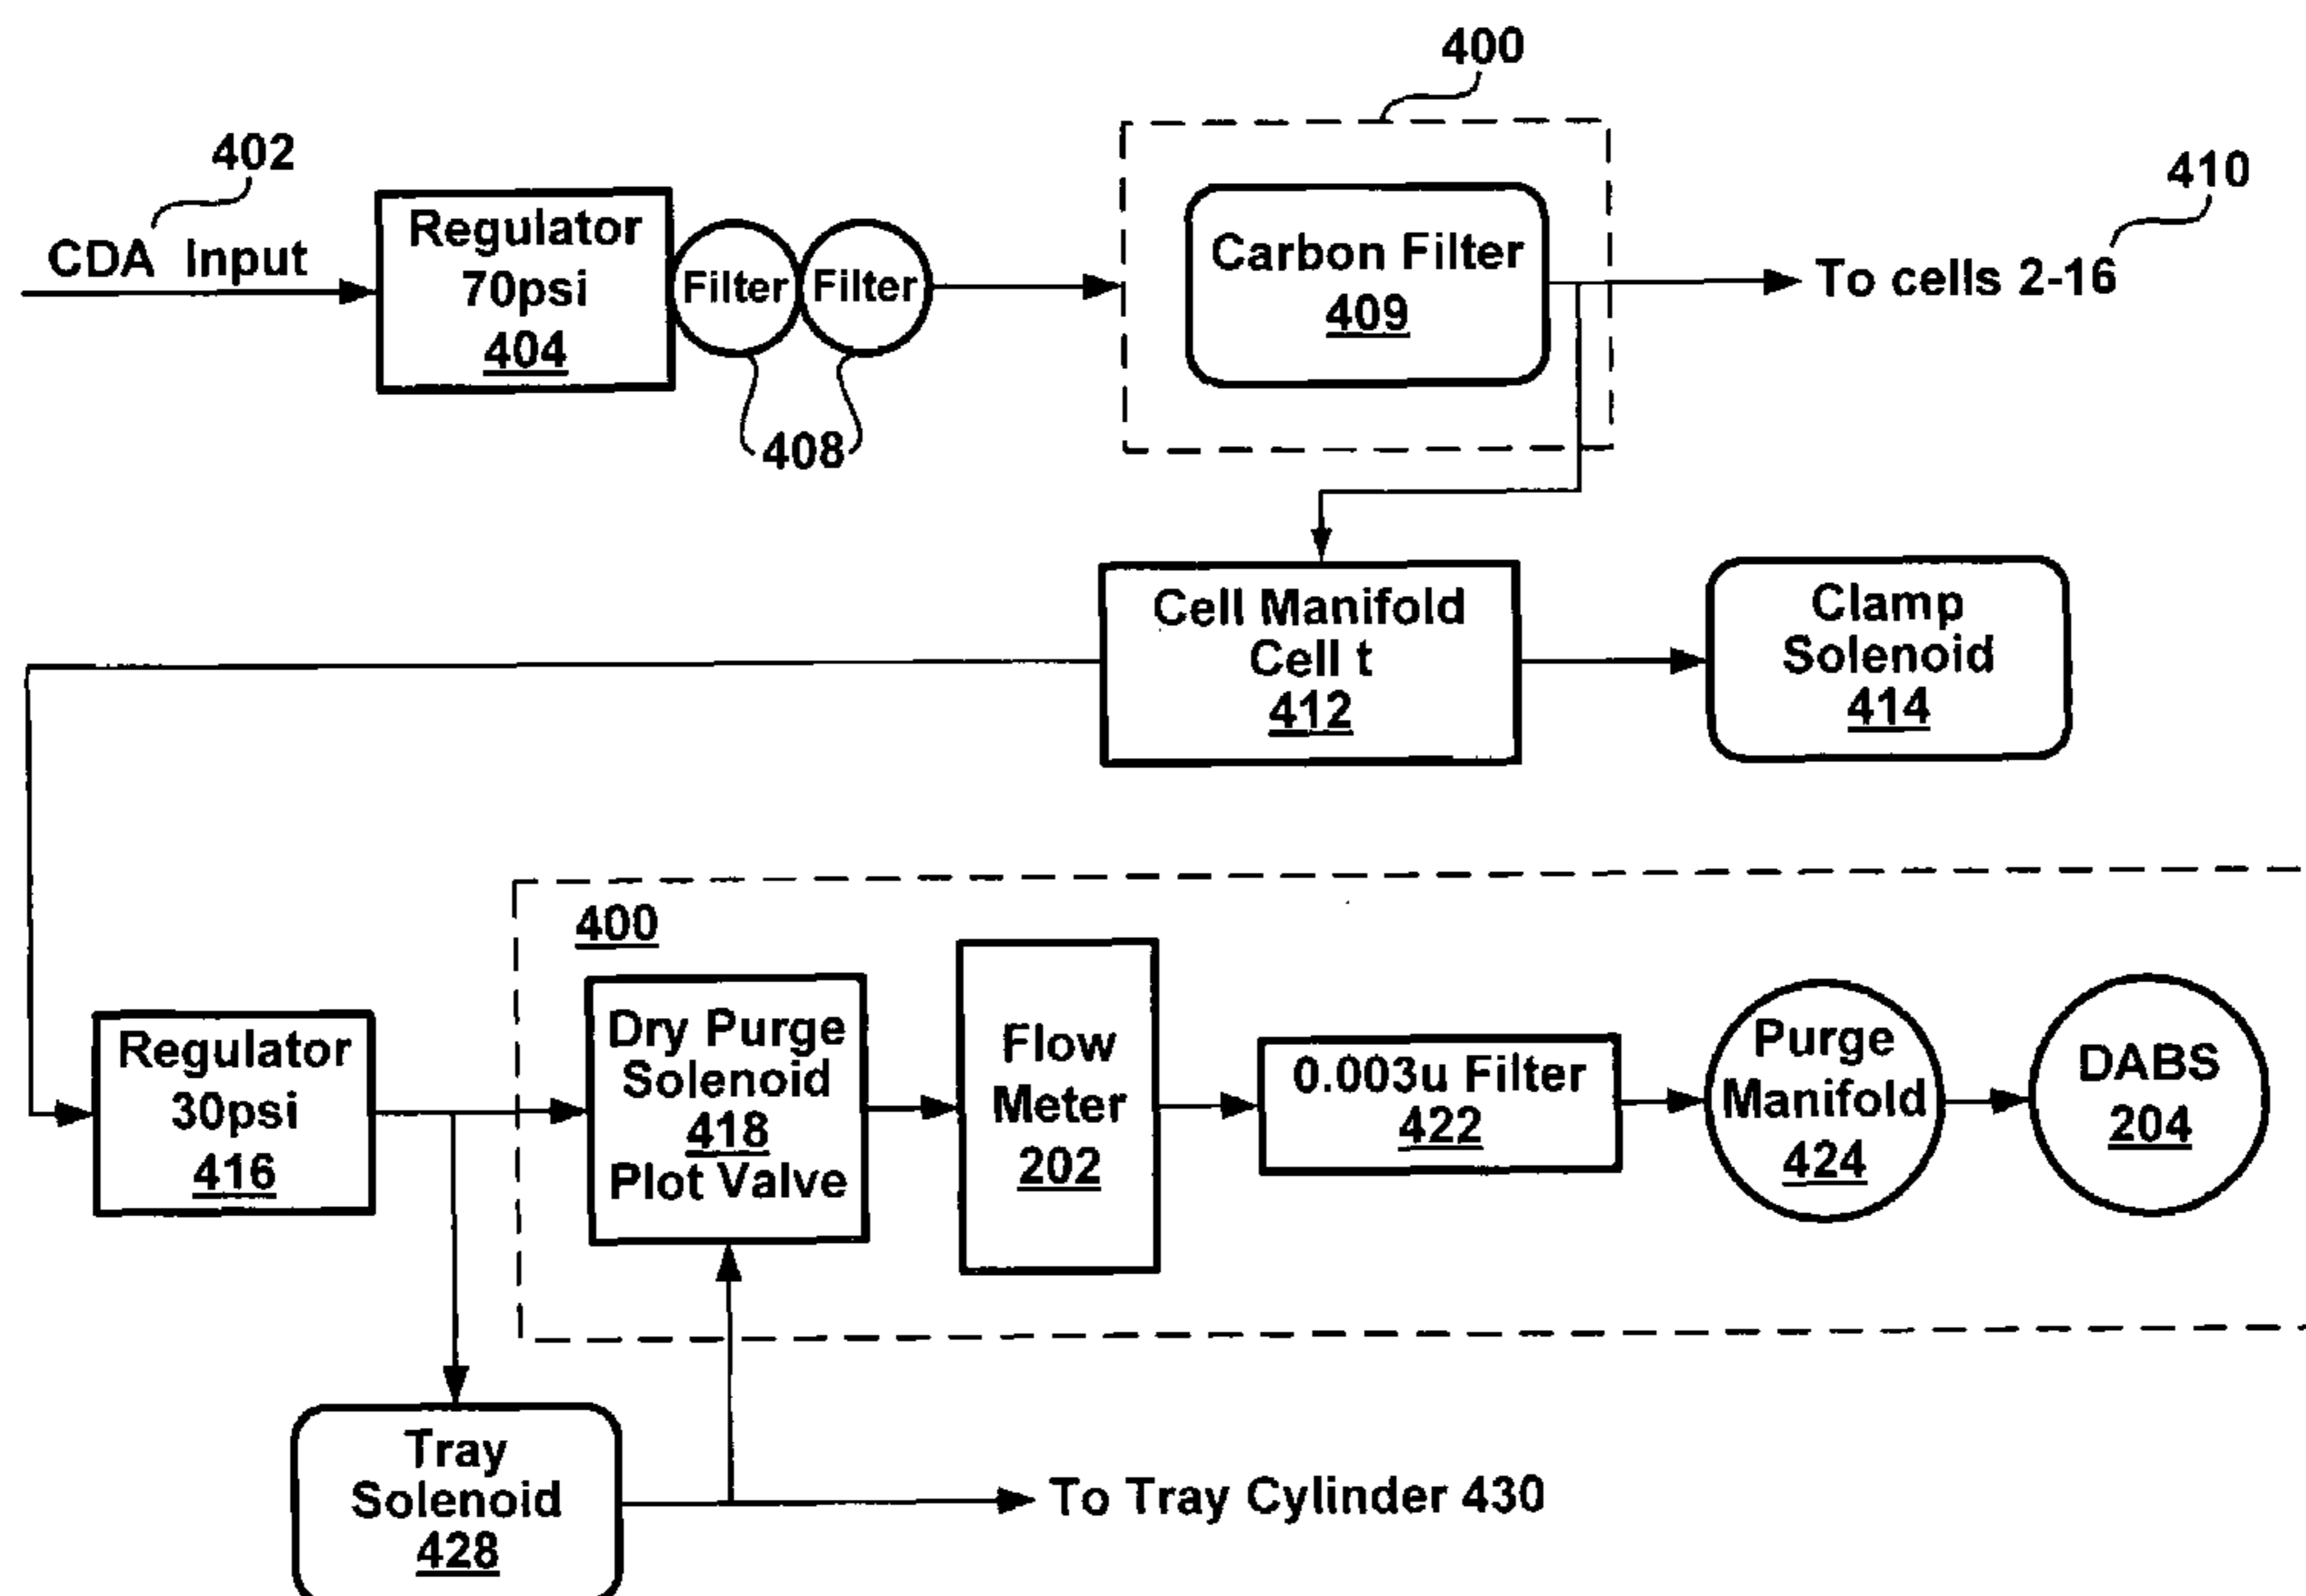 400
402
410
CDA Input
Regulator
70psi
404
Filter
Filter
408
Carbon Filter
409
To cells 2-16
Cell Manifold
Cell t
412
Clamp
Solenoid
414
400
Regulator
30psi
416
Dry Purge
Solenoid
418
Plot Valve
Flow
Meter
202
0.003u Filter
422
Purge
Manifold
424
DABS
204
Tray
Solenoid
428
To Tray Cylinder 430